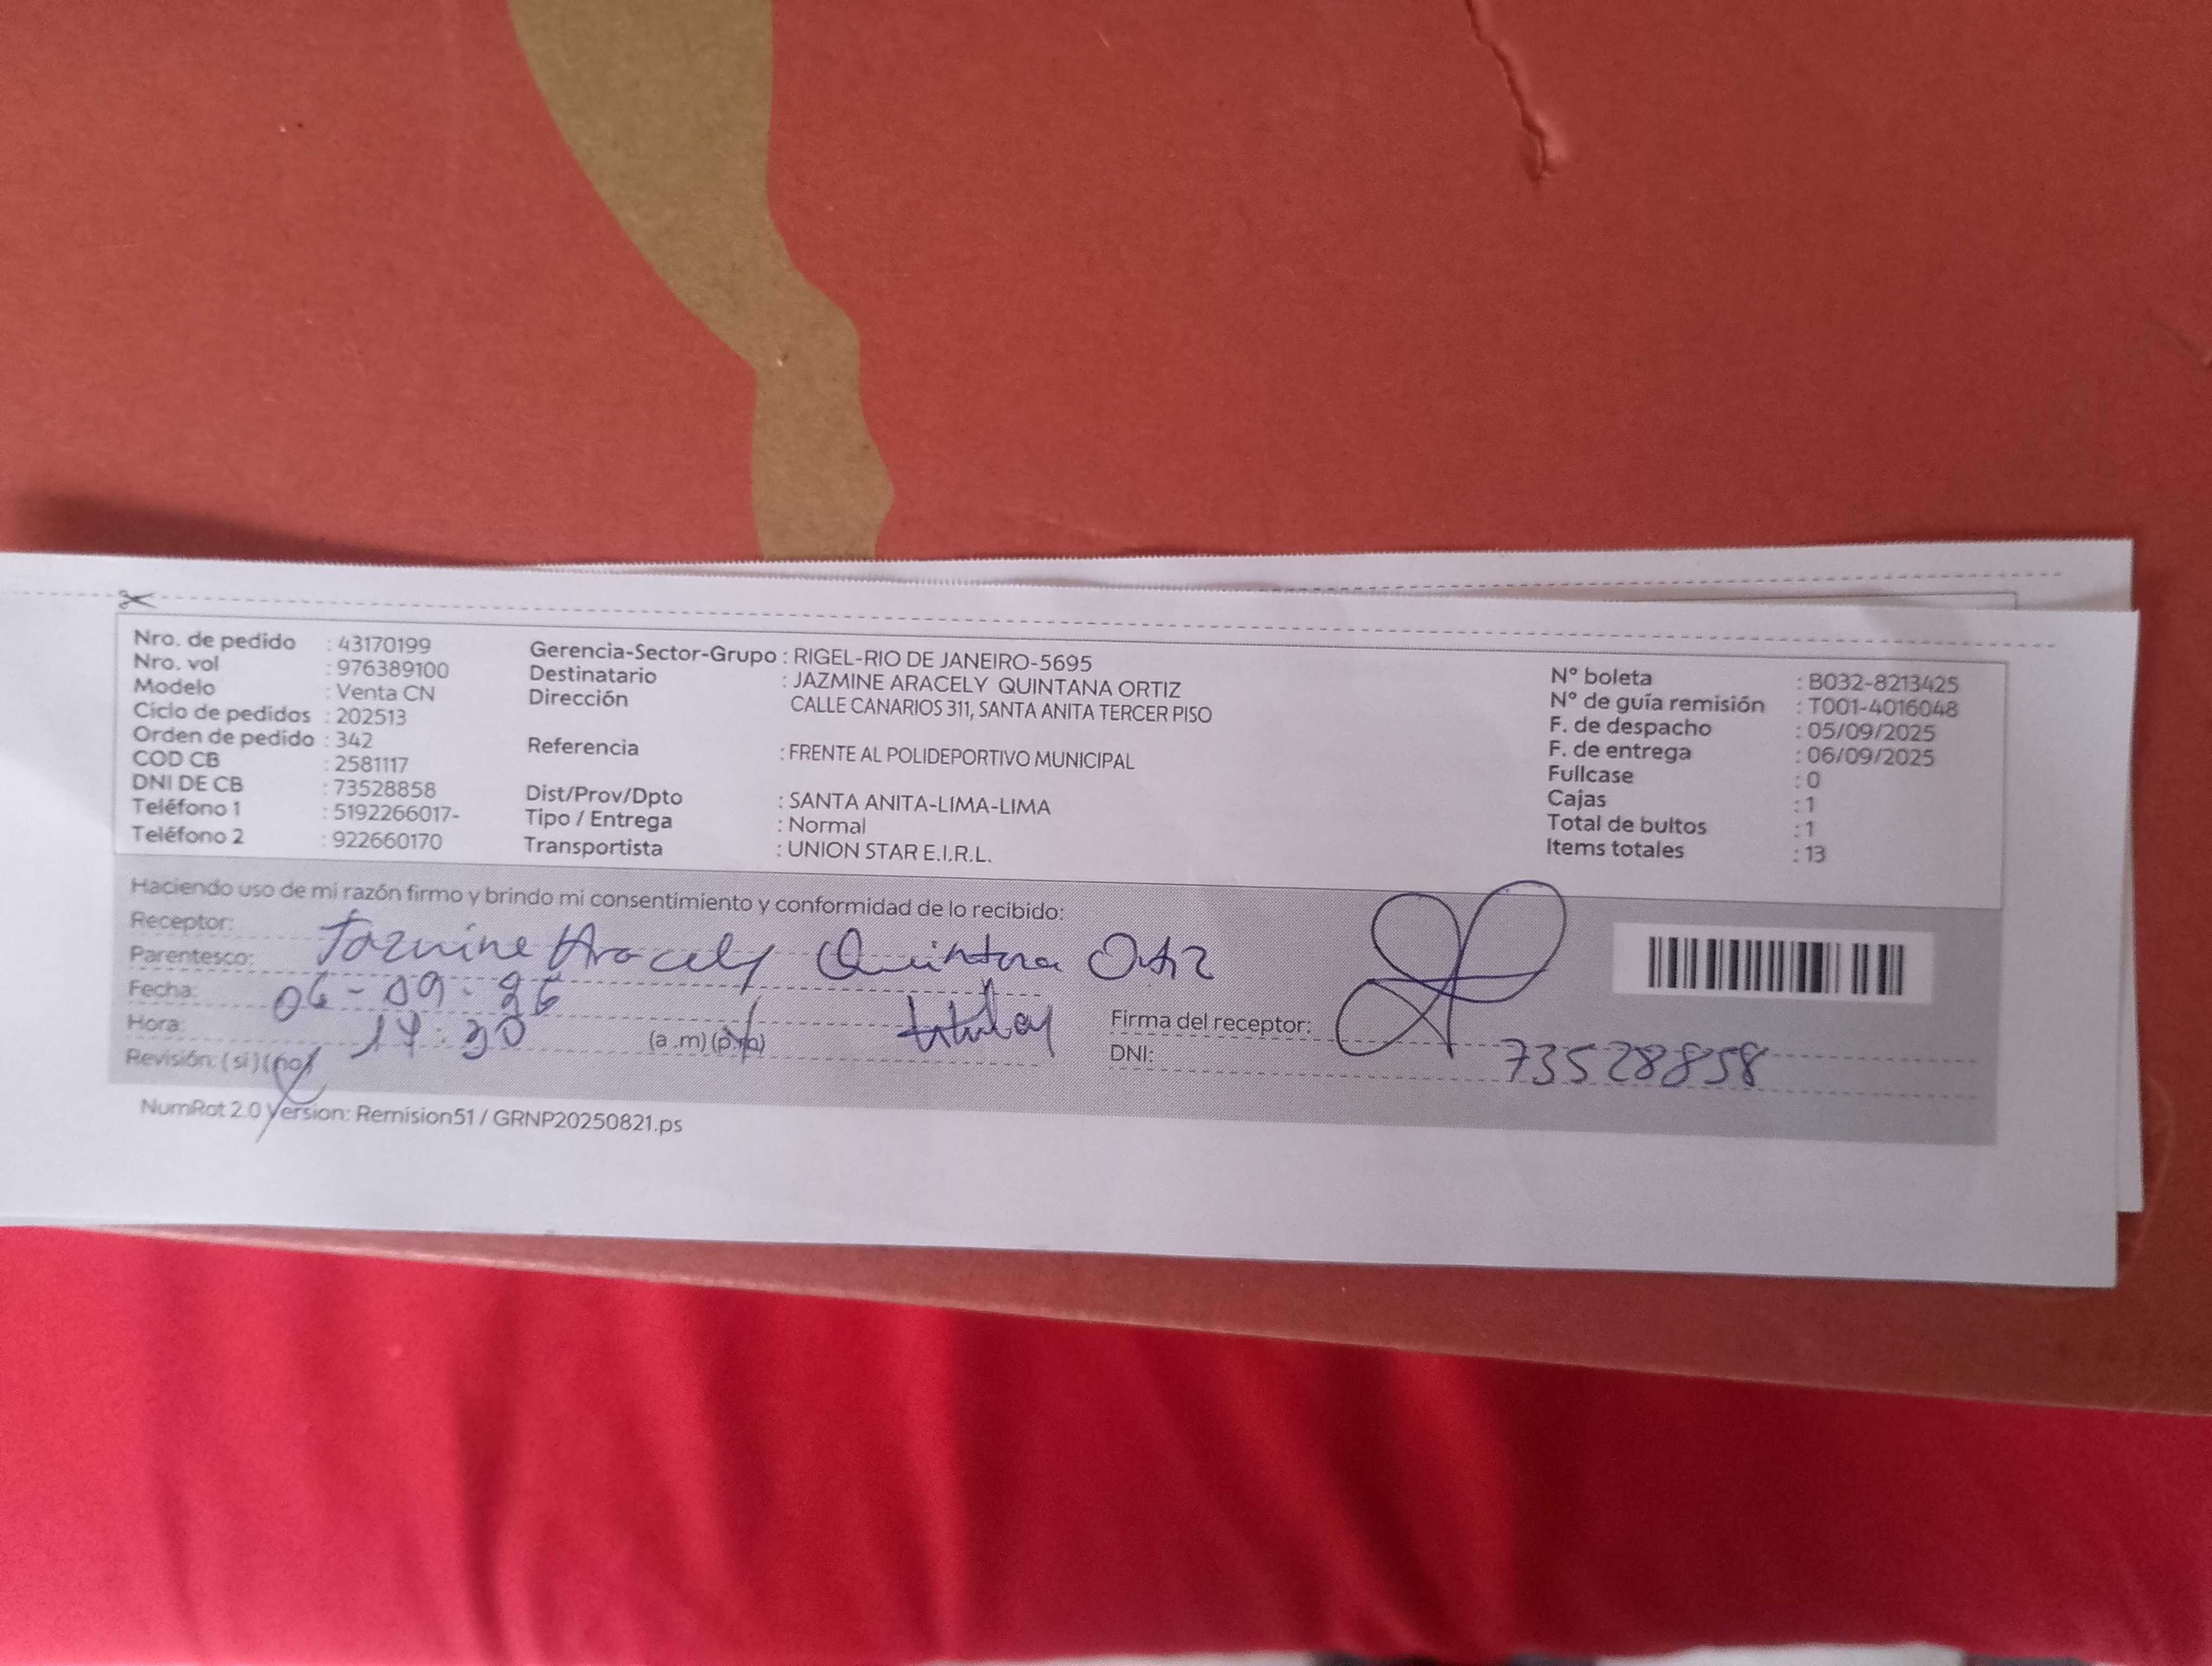 Nro. de pedido : 43170199
Nro. vol : 976389100
Modelo : Venta CN
Ciclo de pedidos : 202513
Orden de pedido : 342
COD CB : 2581117
DNI DE CB : 73528858
Teléfono 1 : 5192266017-
Teléfono 2 : 922660170
Gerencia-Sector-Grupo : RIGEL-RIO DE JANEIRO-5695
Destinatario : JAZMINE ARACELY QUINTANA ORTIZ
Dirección CALLE CANARIOS 311, SANTA ANITA TERCER PISO
Referencia : FRENTE AL POLIDEPORTIVO MUNICIPAL
Dist/Prov/Dpto : SANTA ANITA-LIMA-LIMA
Tipo / Entrega : Normal
Transportista : UNION STAR E.I.R.L.
N° boleta : B032-8213425
N° de guía remisión : T001-4016048
F. de despacho : 05/09/2025
F. de entrega : 06/09/2025
Fullcase : 0
Cajas : 1
Total de bultos : 1
Items totales : 13
Haciendo uso de mi razón firmo y brindo mi consentimiento y conformidad de lo recibido:
Receptor: Jazmine Aracely Quintana Ortiz
Parentesco: titular
Fecha: 06-09-
Hora: (a.m) (p.m)
Revisión: (si) (no)
Firma del receptor:
DNI: 73528858
NumRot 2.0 Version: Remision51 / GRNP20250821.ps